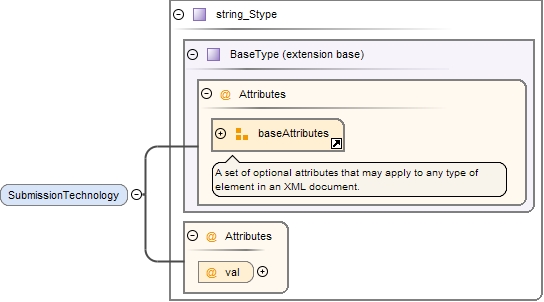 string_Stype
BaseType (extension base)
@ Attributes
baseAttributes
A set of optional attributes that may apply to any type of
element in an XML document.
SubmissionTechnology
@ Attributes
@ val